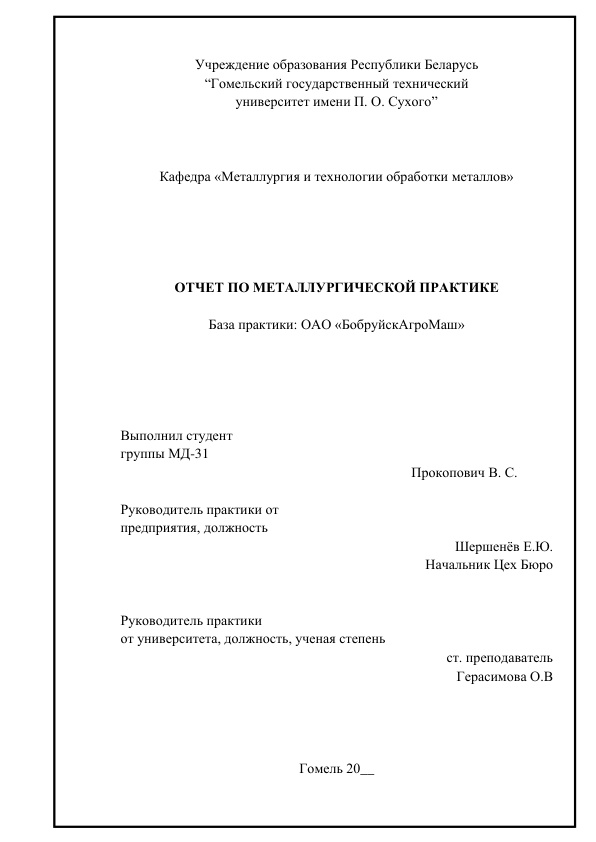 Учреждение образования Республики Беларусь
“Гомельский государственный технический
университет имени П. О. Сухого”
Кафедра «Металлургия и технологии обработки металлов»
ОТЧЕТ ПО МЕТАЛЛУРГИЧЕСКОЙ ПРАКТИКЕ
База практики: ОАО «БобруйскАгроМаш»
Выполнил студент
группы МД-31
Прокопович В. С.
Руководитель практики от
предприятия, должность
Шершенёв Е.Ю.
Начальник Цех Бюро
Руководитель практики
от университета, должность, ученая степень
ст. преподаватель
Герасимова О.В
Гомель 20__